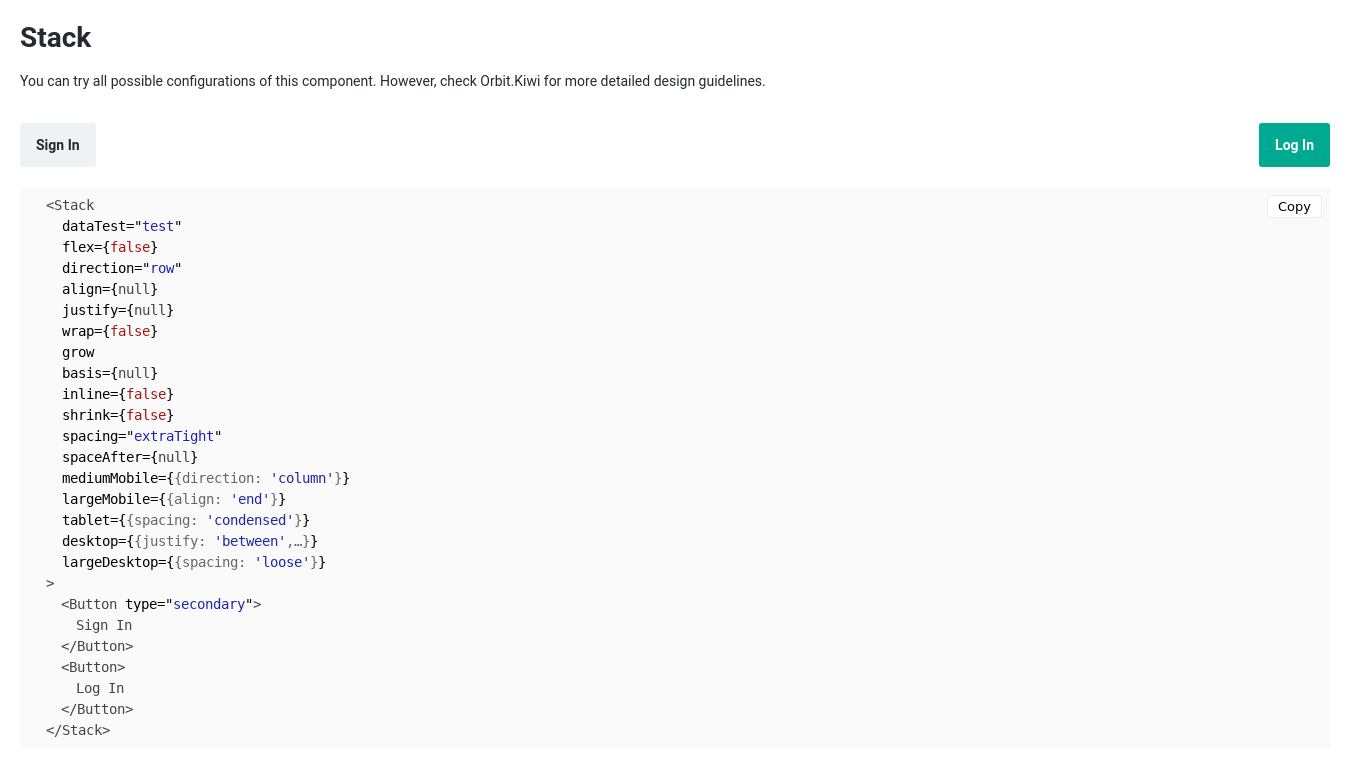 Stack
You can try all possible configurations of this component. However, check Orbit.Kiwi for more detailed design guidelines.
Sign In
Log In
Copy
<Stack
dataTest="test"
flex={false}
direction="row"
align={null}
justify={null}
wrap={false}
grow
basis={null}
inline={false}
shrink={false}
spacing="extraTight"
spaceAfter={null}
mediumMobile={{direction: 'column'}}
largeMobile={{align: 'end'}}
tablet={{spacing: 'condensed'}}
desktop={{justify: 'between',…}}
largeDesktop={{spacing: 'loose'}}
>
<Button type="secondary">
Sign In
</Button>
<Button>
Log In
</Button>
</Stack>